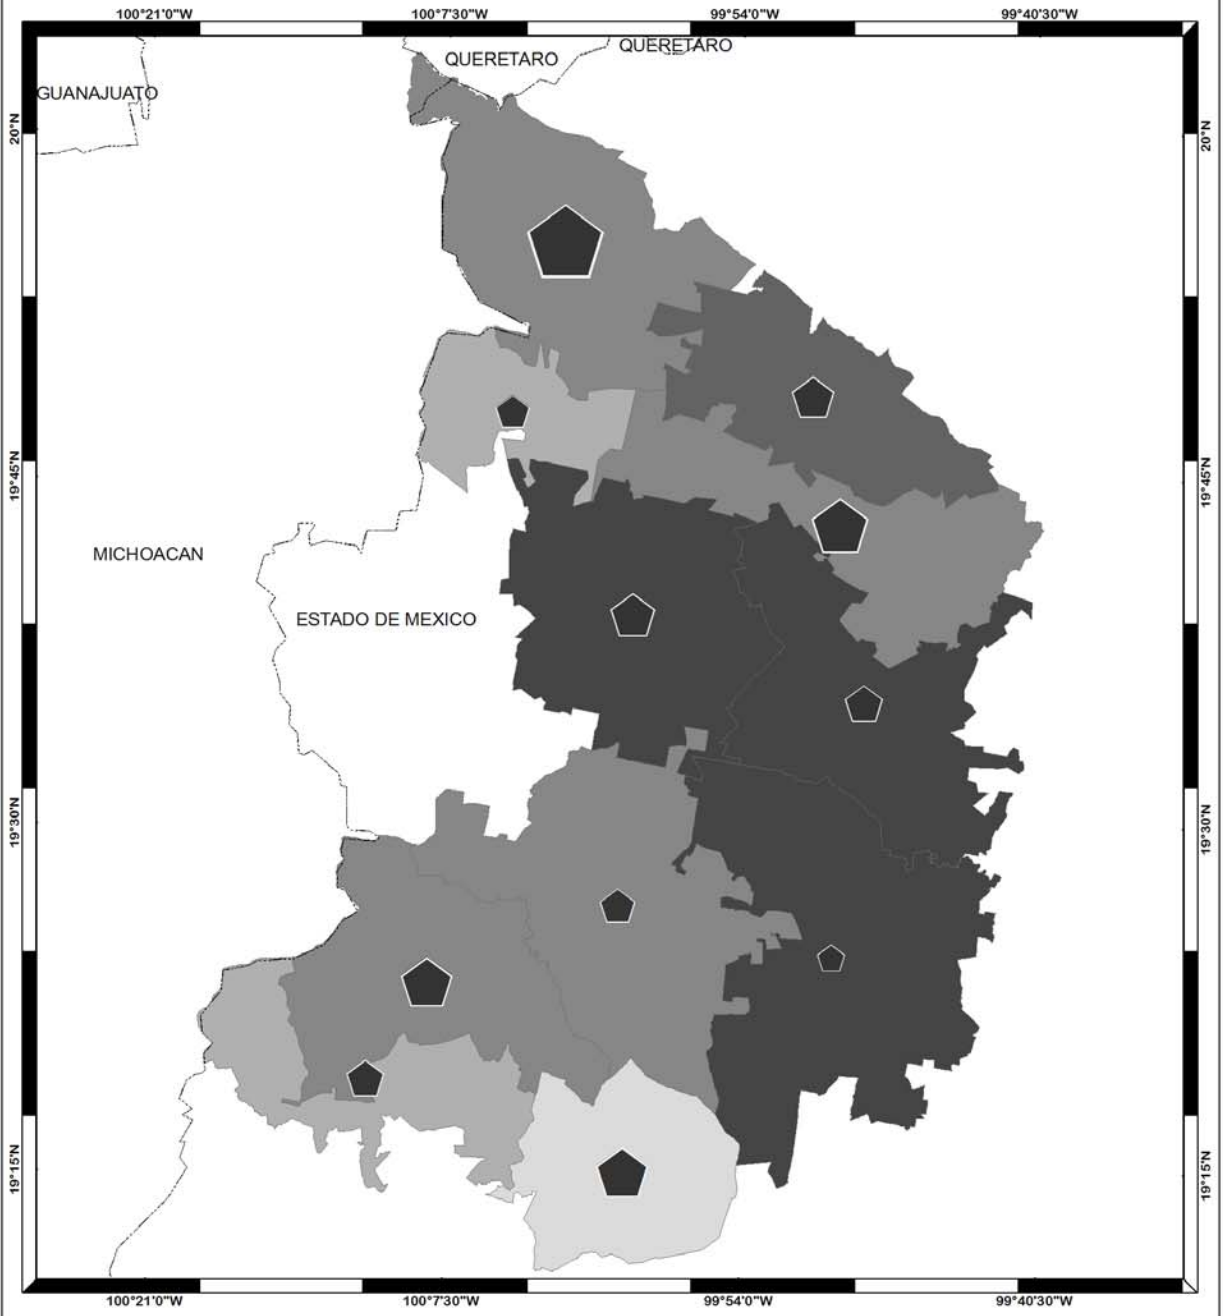 100°21'0"W 100°7'30"W 99°54'0"W 99°40'30"W
QUERETARO
QUERETARO
GUANAJUATO
20°N 20°N
19°45'N 19°45'N
MICHOACAN
ESTADO DE MEXICO
19°30'N 19°30'N
19°15'N 19°15'N
100°21'0"W 100°7'30"W 99°54'0"W 99°40'30"W